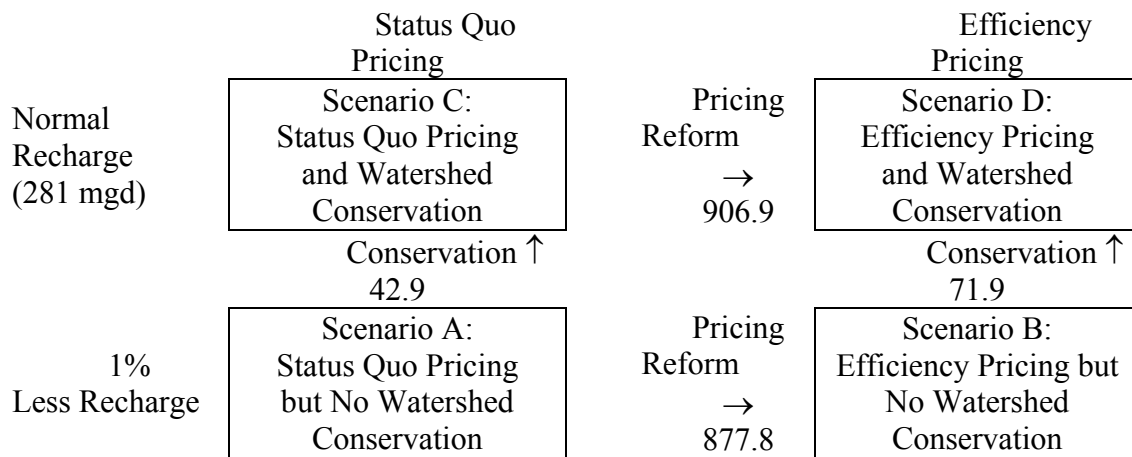 Status Quo
Pricing
Efficiency
Pricing
Normal
Recharge
(281 mgd)
Scenario C:
Status Quo Pricing
and Watershed
Conservation
Pricing
Reform
→
906.9
Scenario D:
Efficiency Pricing
and Watershed
Conservation
Conservation ↑
42.9
Conservation ↑
71.9
1%
Less Recharge
Scenario A:
Status Quo Pricing
but No Watershed
Conservation
Pricing
Reform
→
877.8
Scenario B:
Efficiency Pricing but
No Watershed
Conservation